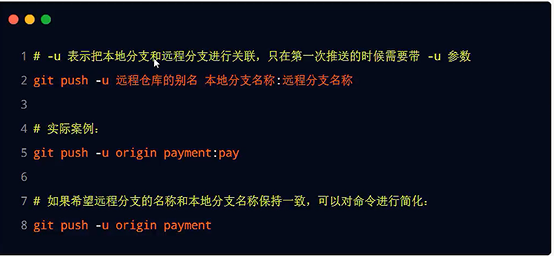 1 # -u 表示把本地分支和远程分支进行关联，只在第一次推送的时候需要带 -u 参数
2 git push -u 远程仓库的别名 本地分支名称:远程分支名称
3
4 # 实际案例：
5 git push -u origin payment:pay
6
7 # 如果希望远程分支的名称和本地分支名称保持一致，可以对命令进行简化：
8 git push -u origin payment